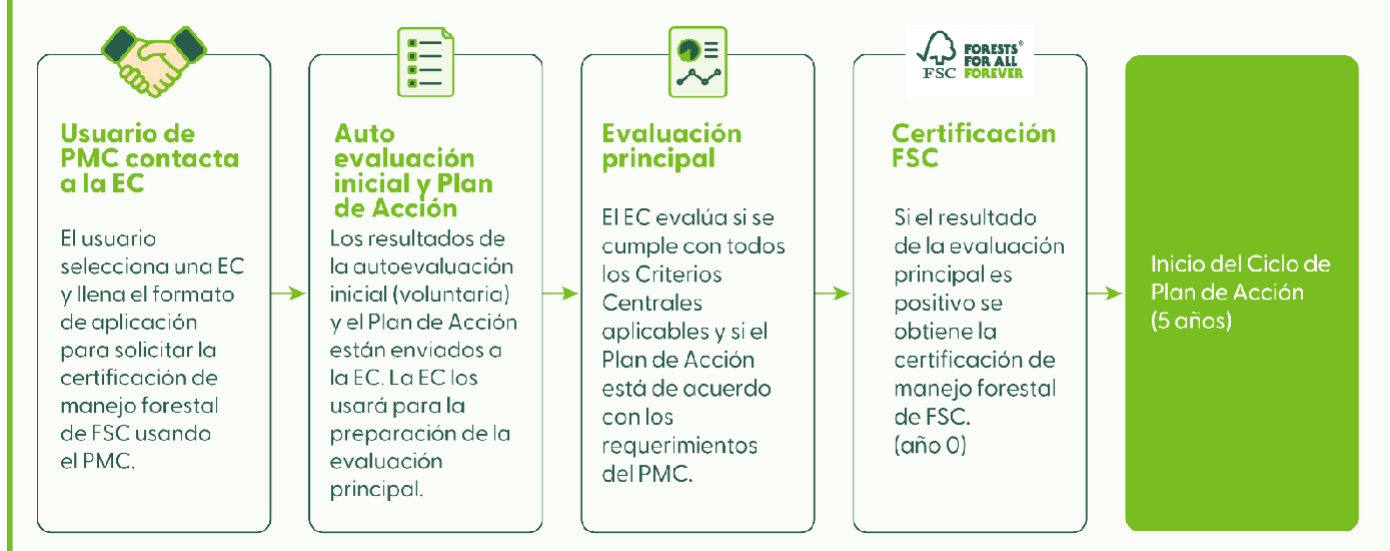 Usuario de
PMC contacta
a la EC
El usuario
selecciona una EC
y llena el formato
de aplicación
para solicitar la
certificación de
manejo forestal
de FSC usando
el PMC.
Auto
evaluación
inicial y Plan
de Acción
Los resultados de
la autoevaluación
inicial (voluntaria)
y el Plan de Acción
están enviados a
la EC. La EC los
usará para la
preparación de la
evaluación
principal.
Evaluación
principal
El EC evalúa si se
cumple con todos
los Criterios
Centrales
aplicables y si el
Plan de Acción
está de acuerdo
con los
requerimientos
del PMC.
FSC
FORESTS®
FOR ALL
FOREVER
Certificación
FSC
Si el resultado
de la evaluación
principal es
positivo se
obtiene la
certificación de
manejo forestal
de FSC.
(año 0)
Inicio del Ciclo de
Plan de Acción
(5 años)